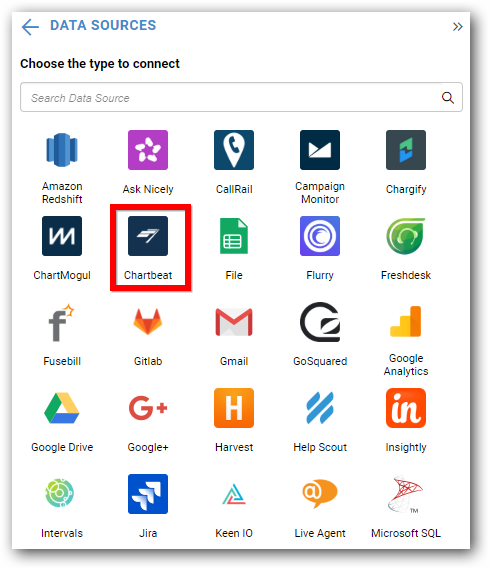 DATA SOURCES
Choose the type to connect
Search Data Source
Amazon
Redshift
Ask Nicely
CallRail
Campaign
Monitor
Chargify
ChartMogul
Chartbeat
File
Flurry
Freshdesk
Fusebill
Gitlab
Gmail
GoSquared
Google
Analytics
Google Drive
Google+
Harvest
Help Scout
Insightly
Intervals
Jira
Keen IO
Live Agent
Microsoft SQL